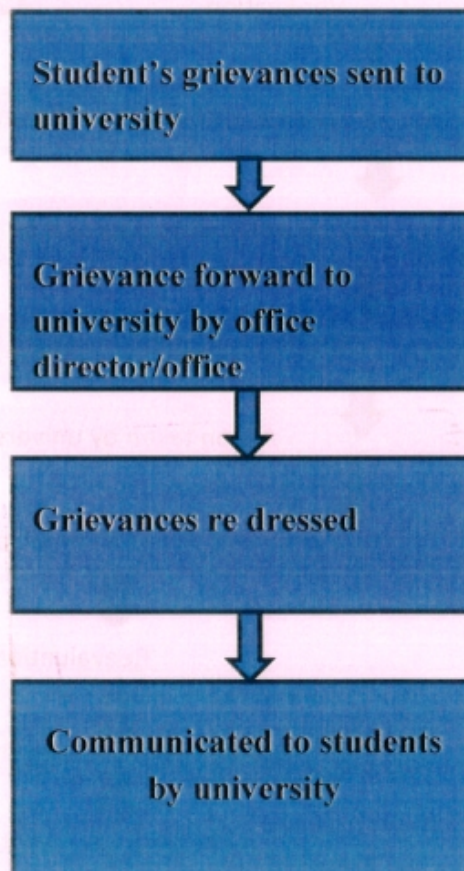 Student's grievances sent to
university
Grievance forward to
university by office
director/office
Grievances re dressed
Communicated to students
by university